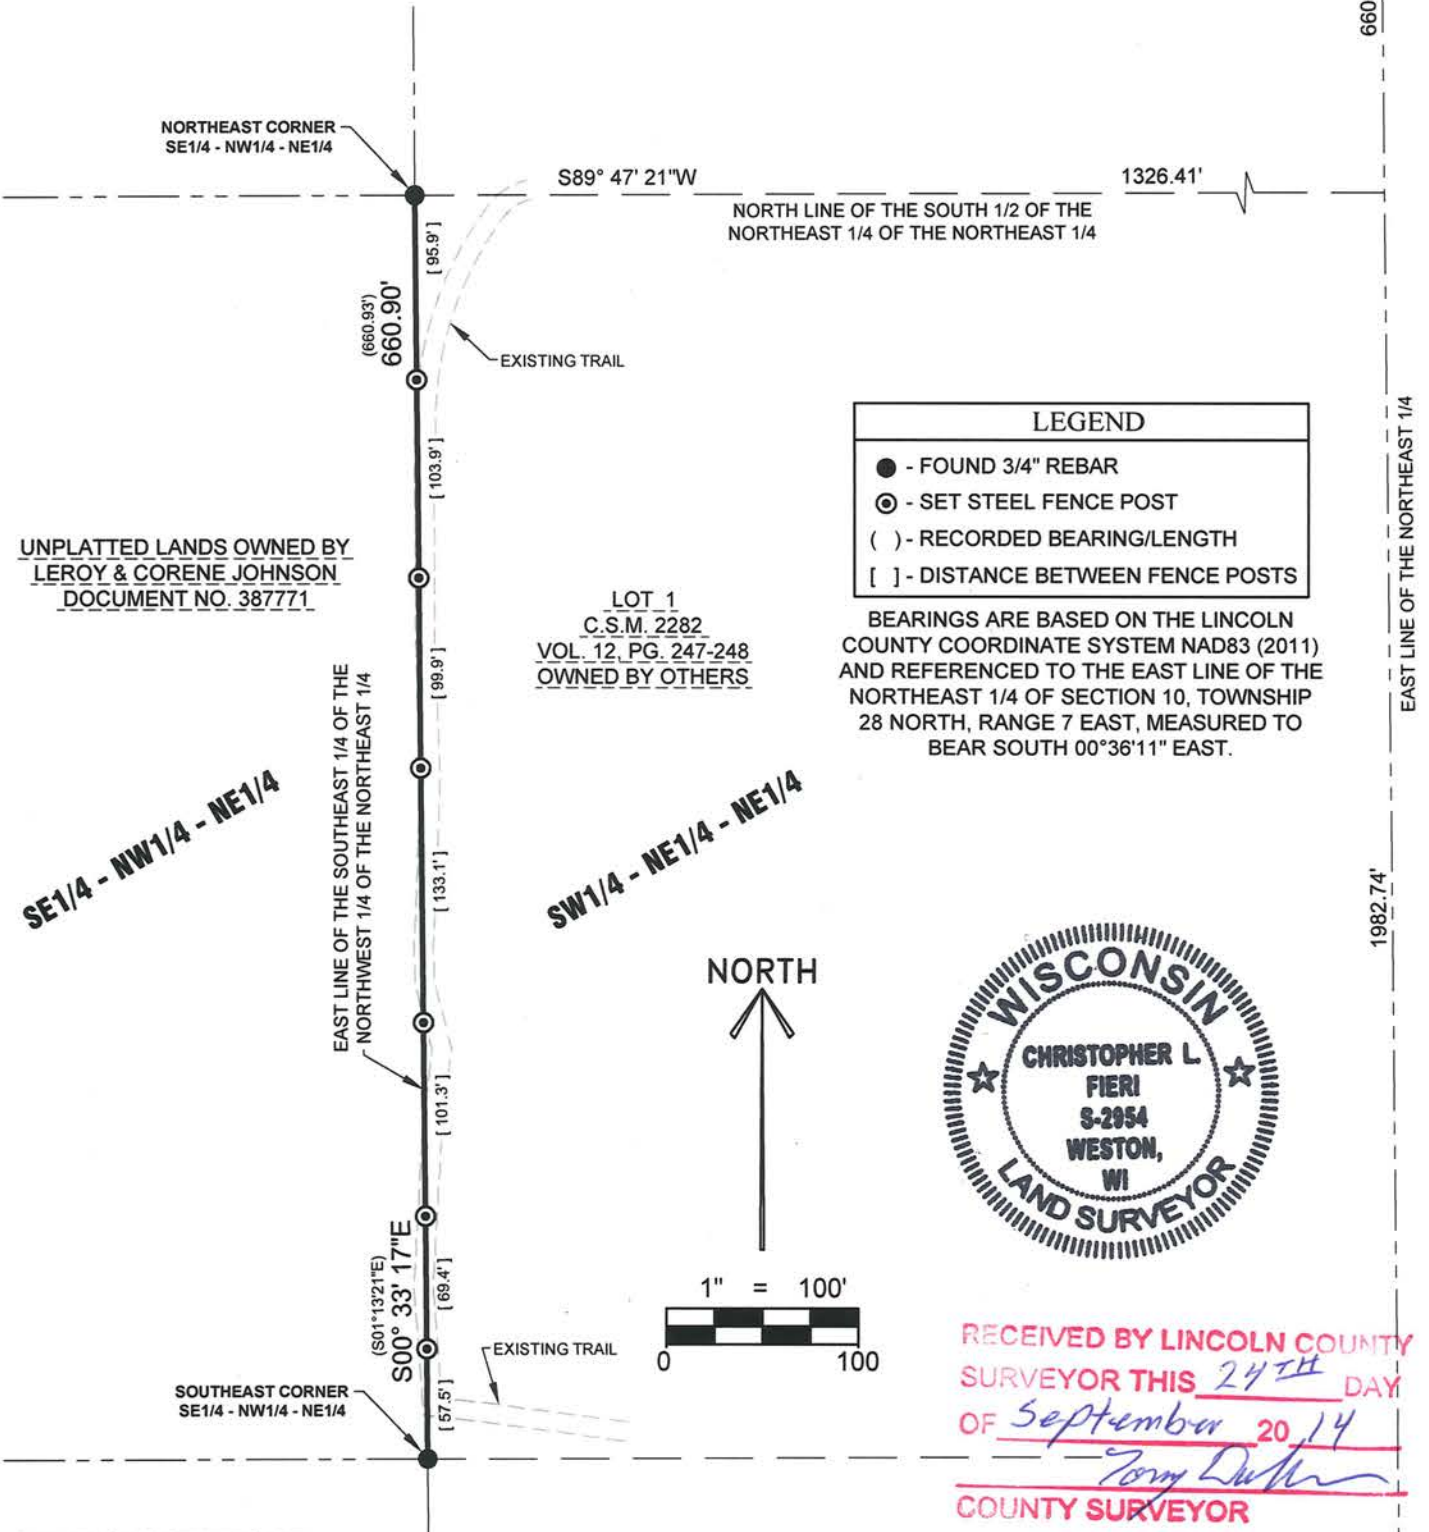 660
NORTHEAST CORNER
SE1/4 - NW1/4 - NE1/4
S89° 47' 21"W
1326.41'
NORTH LINE OF THE SOUTH 1/2 OF THE
NORTHEAST 1/4 OF THE NORTHEAST 1/4
[ 95.9' ]
(660.93')
660.90'
EXISTING TRAIL
[ 103.9' ]
LEGEND
● - FOUND 3/4" REBAR
◉ - SET STEEL FENCE POST
( ) - RECORDED BEARING/LENGTH
[ ] - DISTANCE BETWEEN FENCE POSTS
EAST LINE OF THE NORTHEAST 1/4
UNPLATTED LANDS OWNED BY
LEROY & CORENE JOHNSON
DOCUMENT NO. 387771
LOT 1
C.S.M. 2282
VOL. 12, PG. 247-248
OWNED BY OTHERS
BEARINGS ARE BASED ON THE LINCOLN
COUNTY COORDINATE SYSTEM NAD83 (2011)
AND REFERENCED TO THE EAST LINE OF THE
NORTHEAST 1/4 OF SECTION 10, TOWNSHIP
28 NORTH, RANGE 7 EAST, MEASURED TO
BEAR SOUTH 00°36'11" EAST.
[ 99.9' ]
EAST LINE OF THE SOUTHEAST 1/4 OF THE
NORTHWEST 1/4 OF THE NORTHEAST 1/4
SE1/4 - NW1/4 - NE1/4
SW1/4 - NE1/4 - NE1/4
[ 133.1' ]
1982.74'
NORTH
WISCONSIN
CHRISTOPHER L.
FIERI
S-2954
WESTON,
WI
LAND SURVEYOR
[ 101.3' ]
(S01°13'21"E)
S00° 33' 17"E
[ 69.4' ]
1" = 100'
0 100
EXISTING TRAIL
SOUTHEAST CORNER
SE1/4 - NW1/4 - NE1/4
[ 57.5' ]
RECEIVED BY LINCOLN COUNTY
SURVEYOR THIS 24TH DAY
OF September 20 14
Tony
COUNTY SURVEYOR